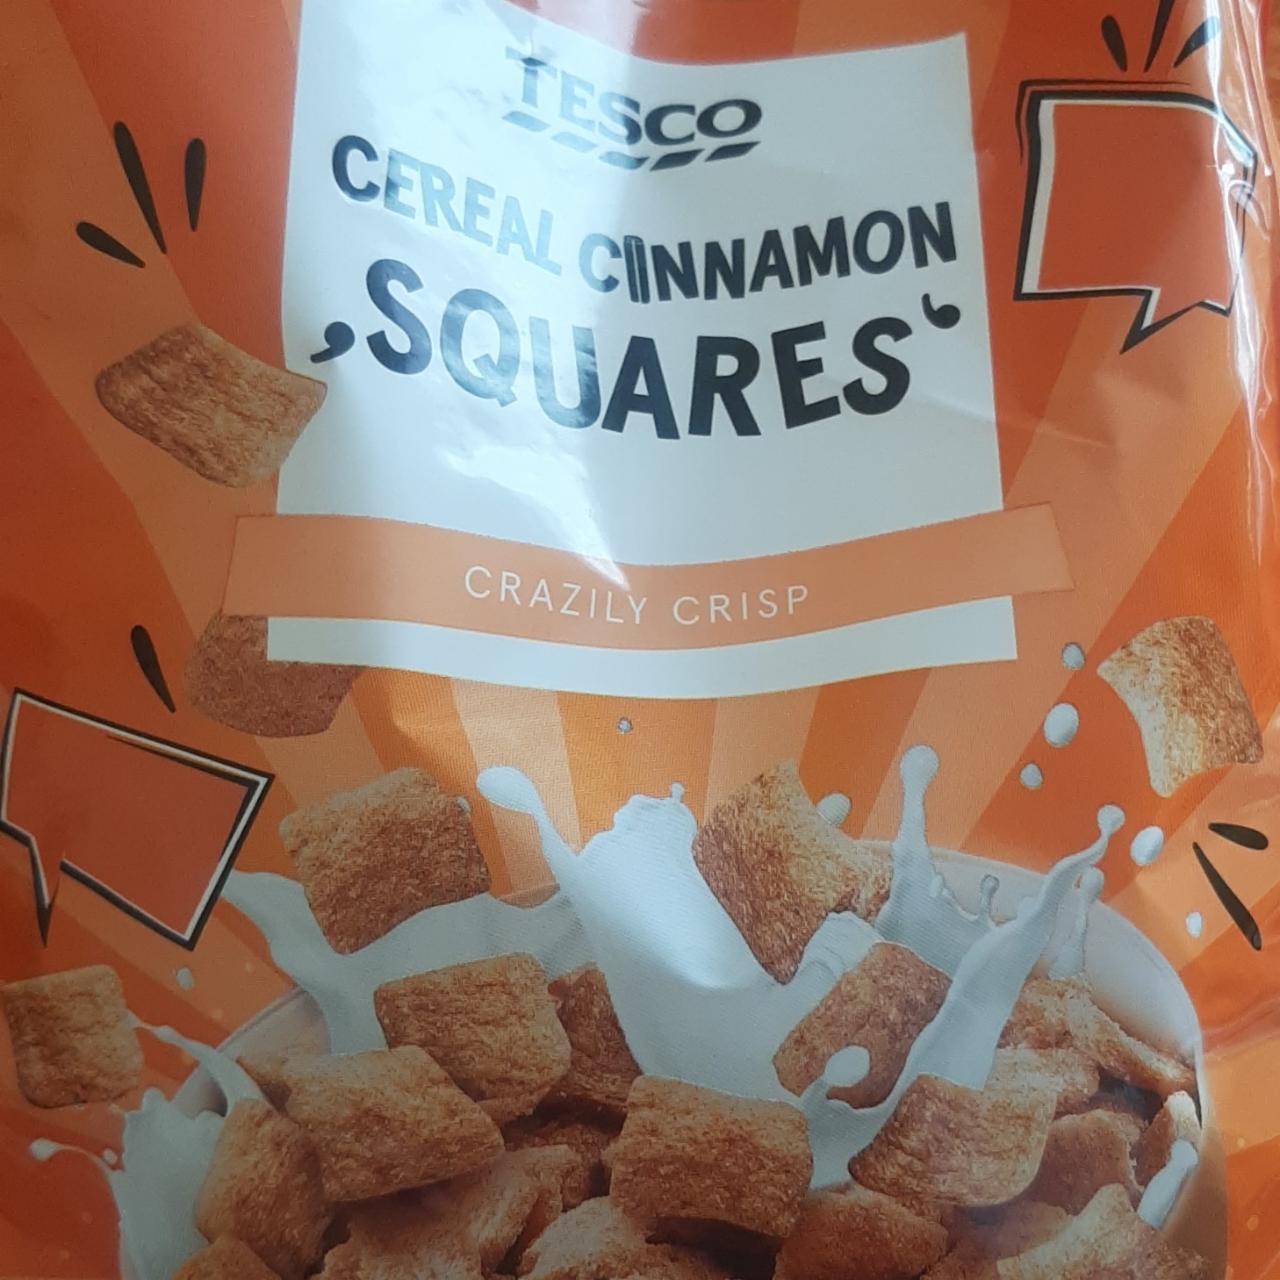 TESCO
CEREAL CINNAMON
‚SQUARES‘
CRAZILY CRISP